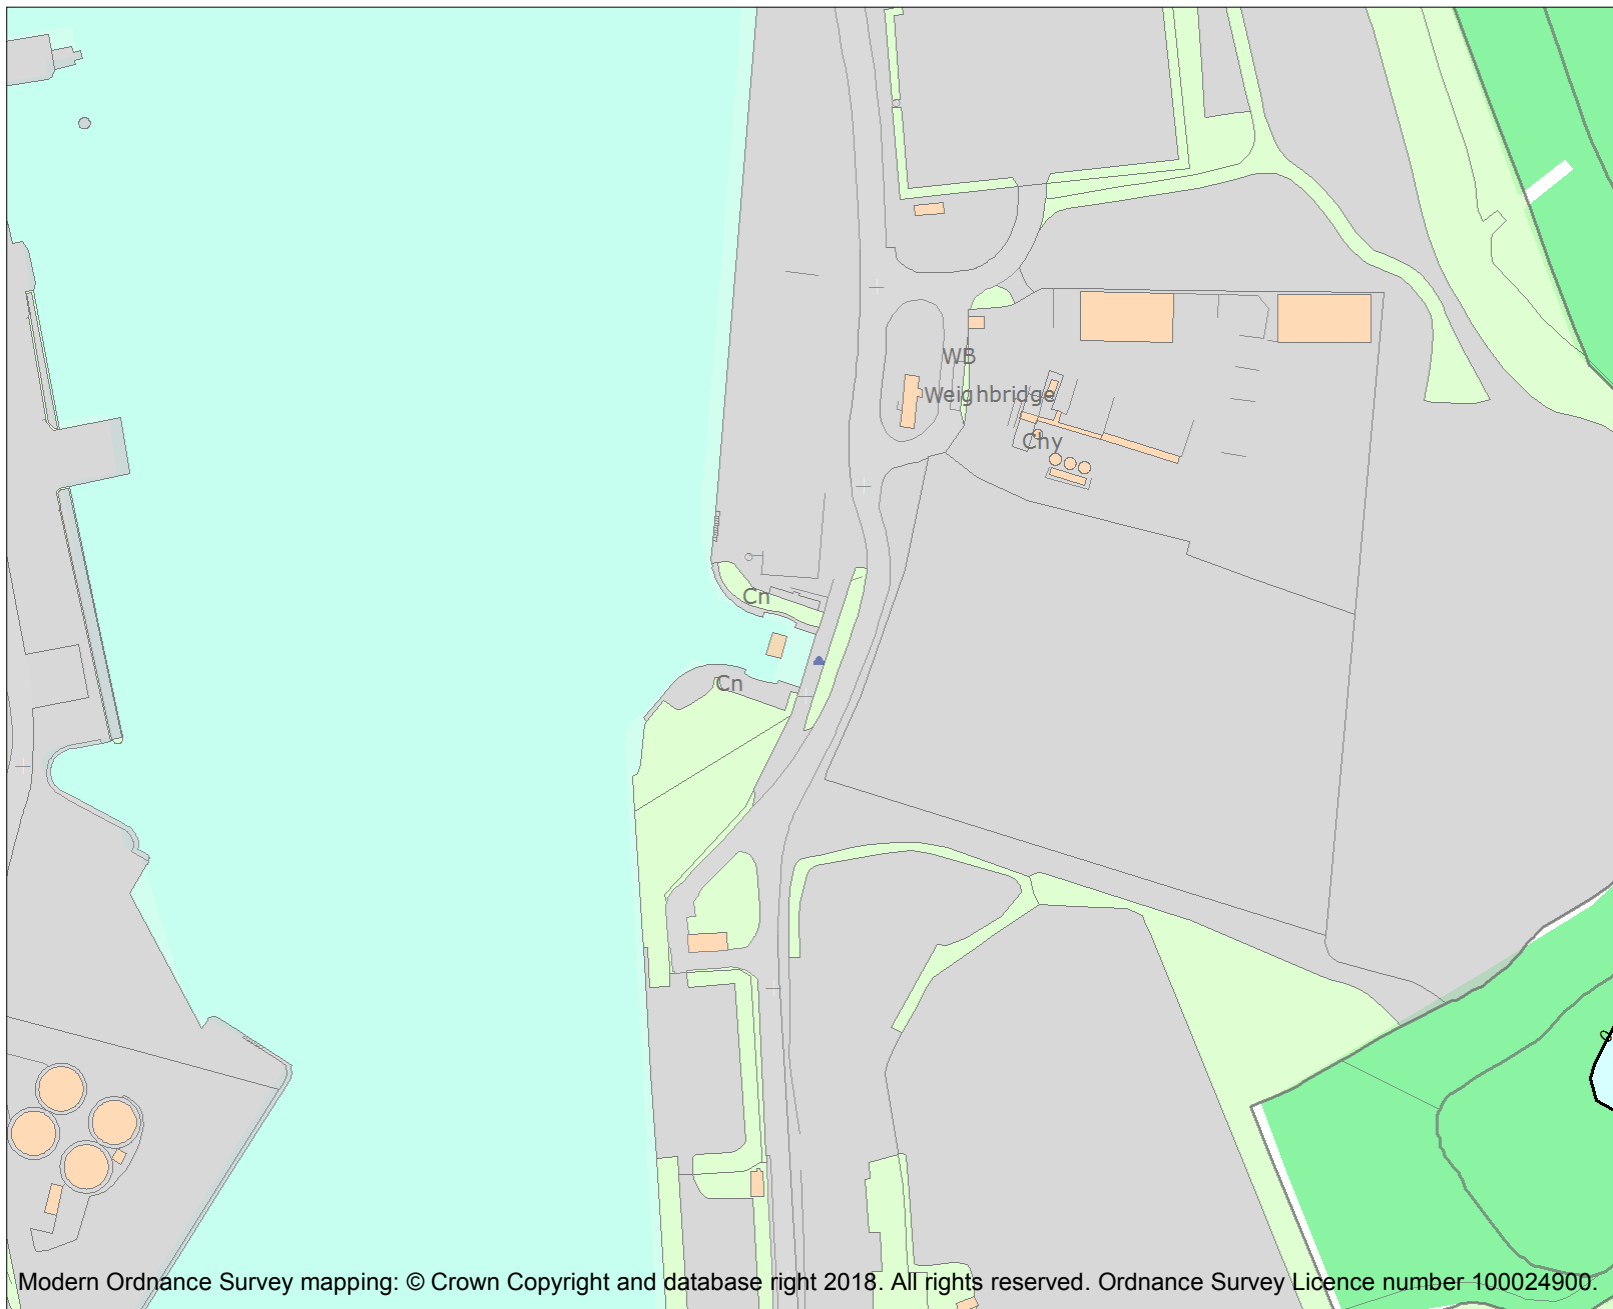 WB
Weighbridge
Chy
Cn
Cn
Modern Ordnance Survey mapping: © Crown Copyright and database right 2018. All rights reserved. Ordnance Survey Licence number 100024900.